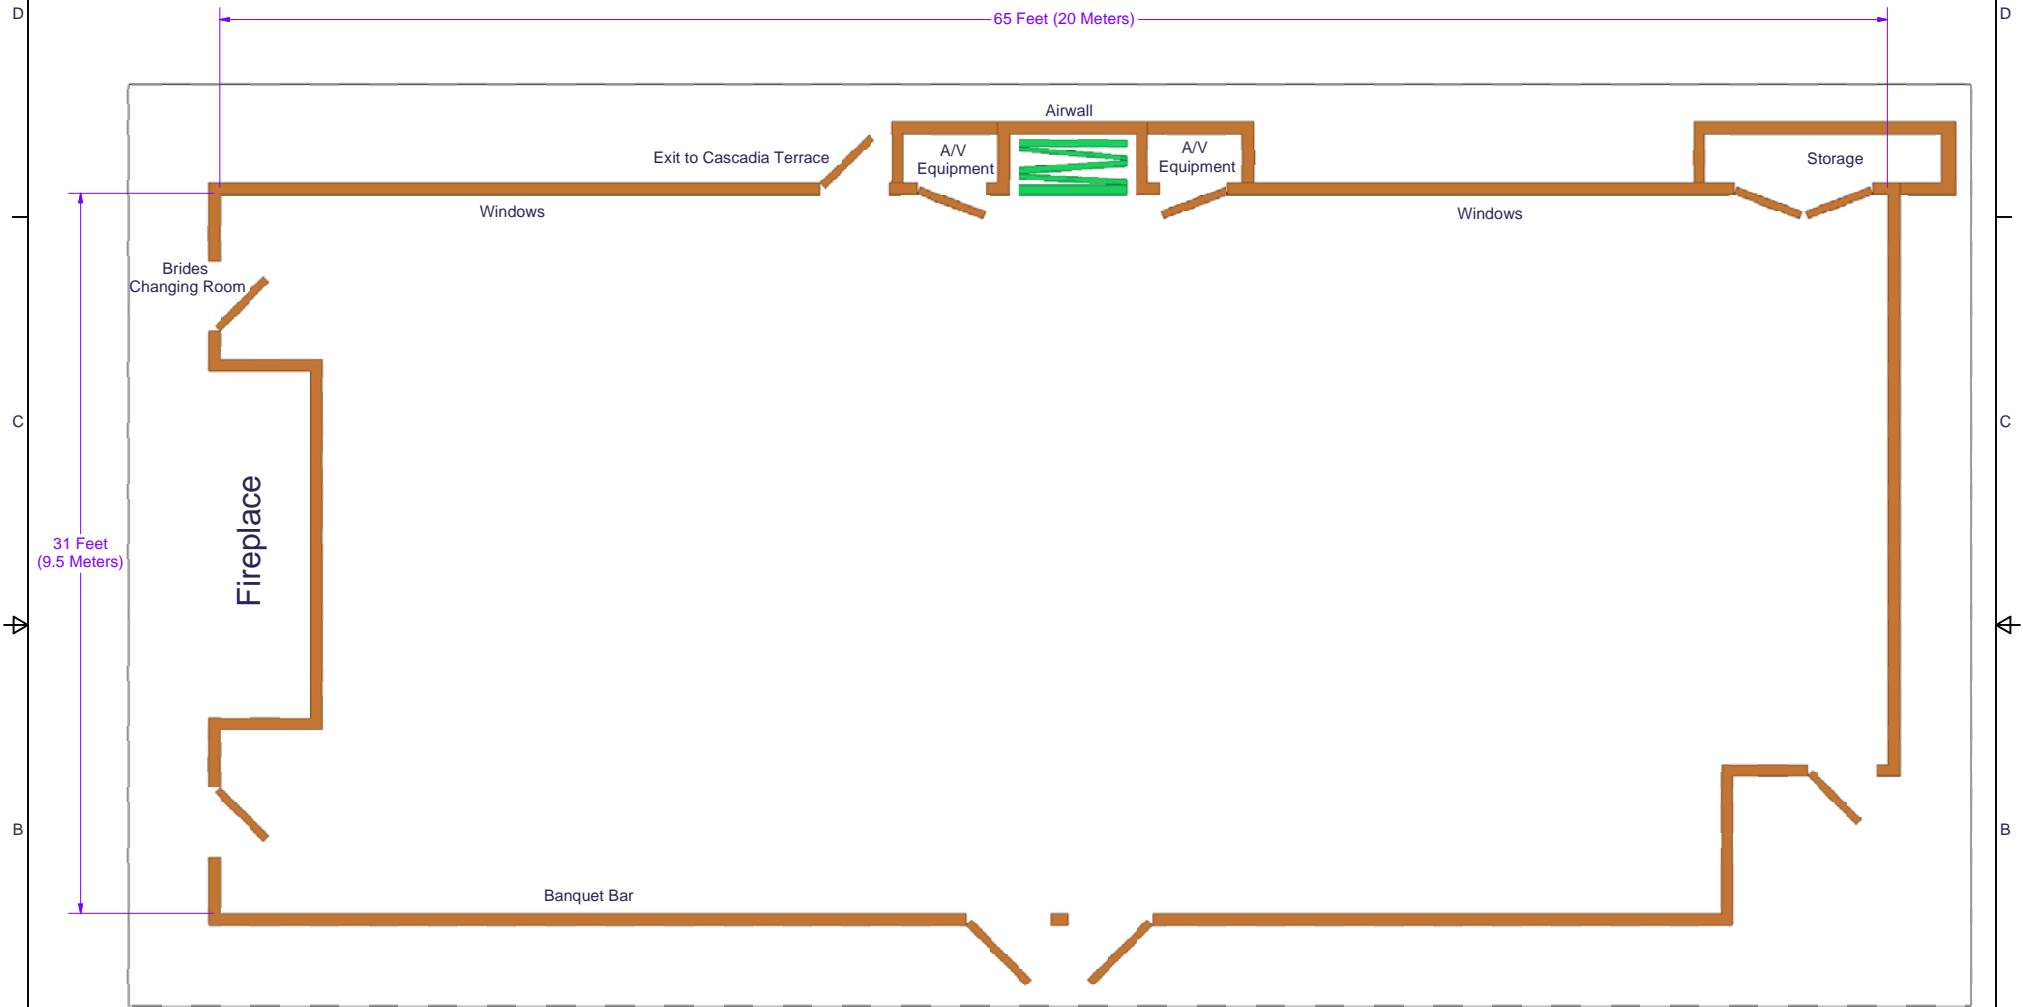 D
65 Feet (20 Meters)
D
Airwall
Exit to Cascadia Terrace
A/V
Equipment
A/V
Equipment
Storage
Windows
Windows
Brides
Changing Room
C
C
Fireplace
31 Feet
(9.5 Meters)
B
B
Banquet Bar